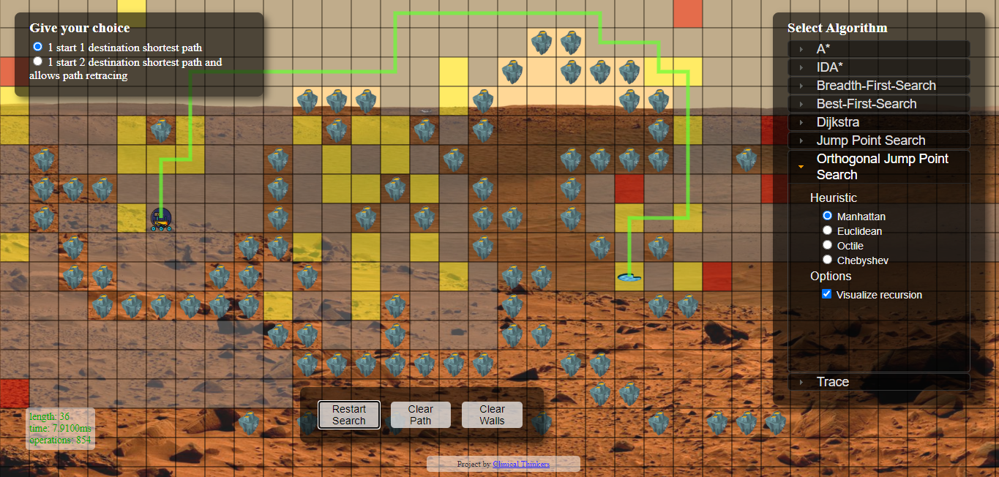 Give your choice
1 start 1 destination shortest path
1 start 2 destination shortest path and
allows path retracing
Select Algorithm
A*
IDA*
Breadth-First-Search
Best-First-Search
Dijkstra
Jump Point Search
Orthogonal Jump Point
Search
Heuristic
Manhattan
Euclidean
Octile
Chebyshev
Options
Visualize recursion
Trace
Restart
Search
Clear
Path
Clear
Walls
length: 36
time: 7.9100ms
operations: 854
Project by Clinical Thinkers